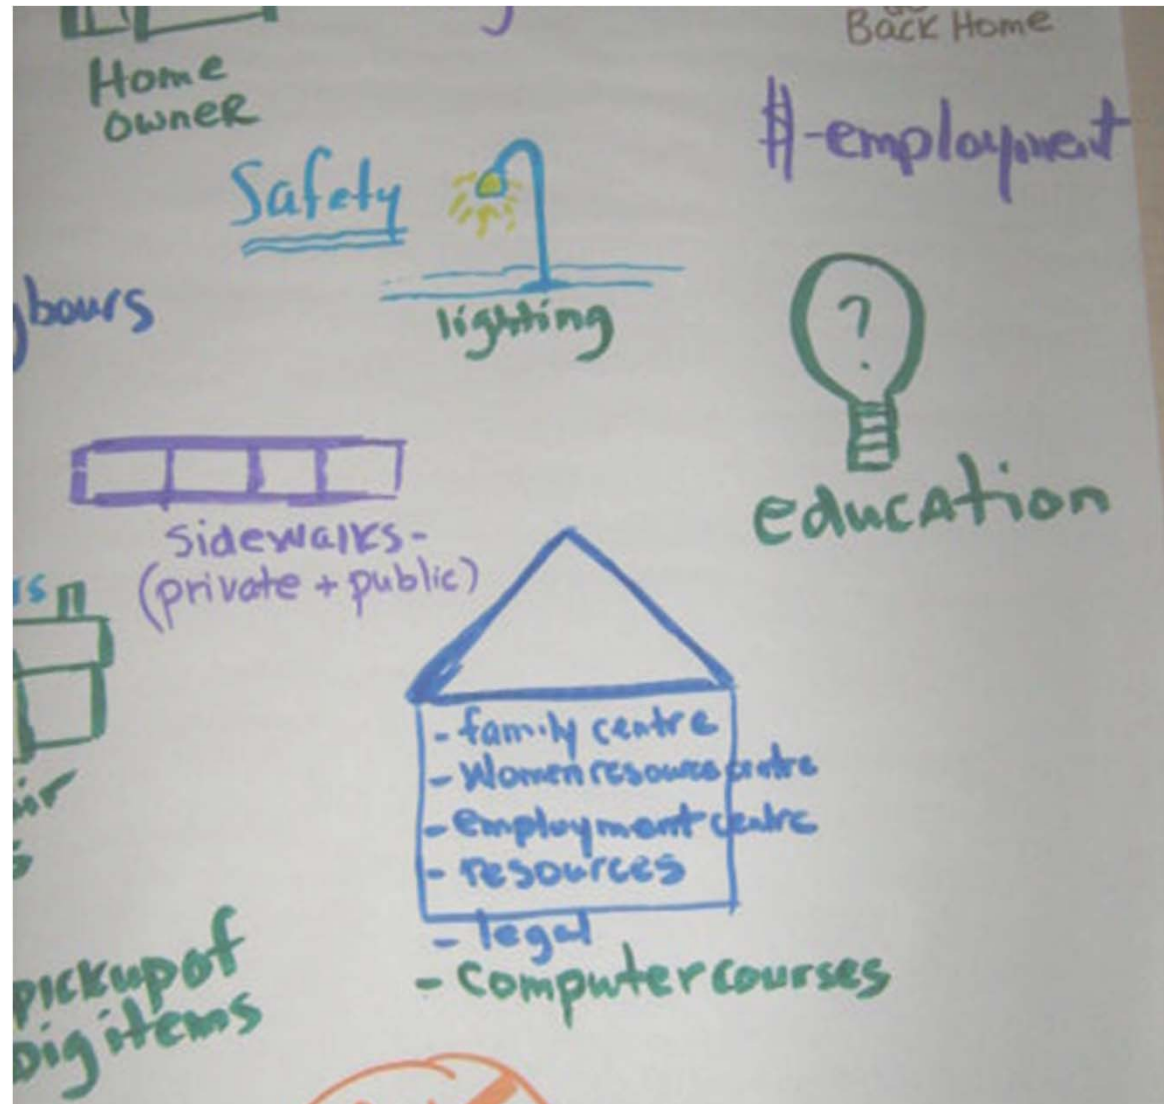 Back Home
Home
owner
$-employment
Safety
bours
lighting
education
sidewalks-
(private + public)
- family centre
- Women resource centre
- employment centre
- resources
- legal
- Computer courses
pickup of
big items